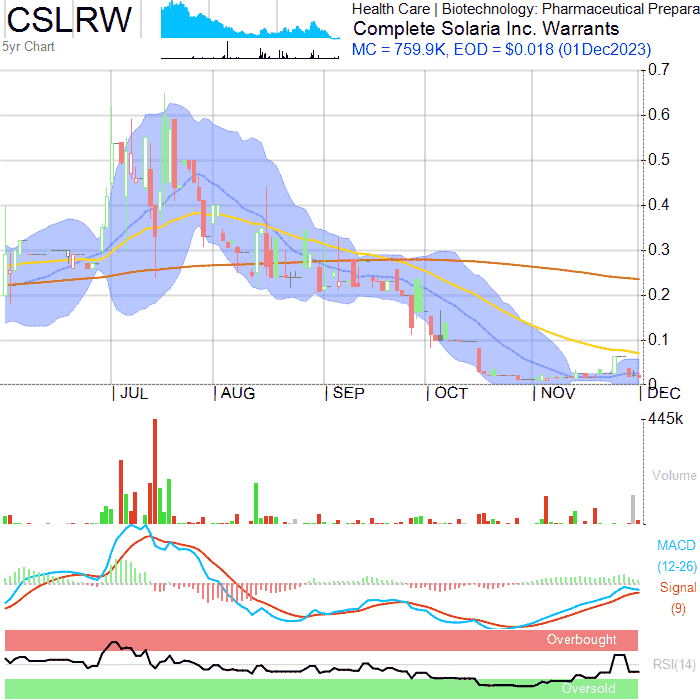 CSLRW
5yr Chart
Health Care | Biotechnology: Pharmaceutical Prepara
Complete Solaria Inc. Warrants
MC = 759.9K, EOD = $0.018 (01Dec2023)
0.7
0.6
0.5
0.4
0.3
0.2
0.1
0
JUL AUG SEP OCT NOV DEC
445k
Volume
MACD
(12-26)
Signal
(9)
Overbought
RSI(14)
Oversold